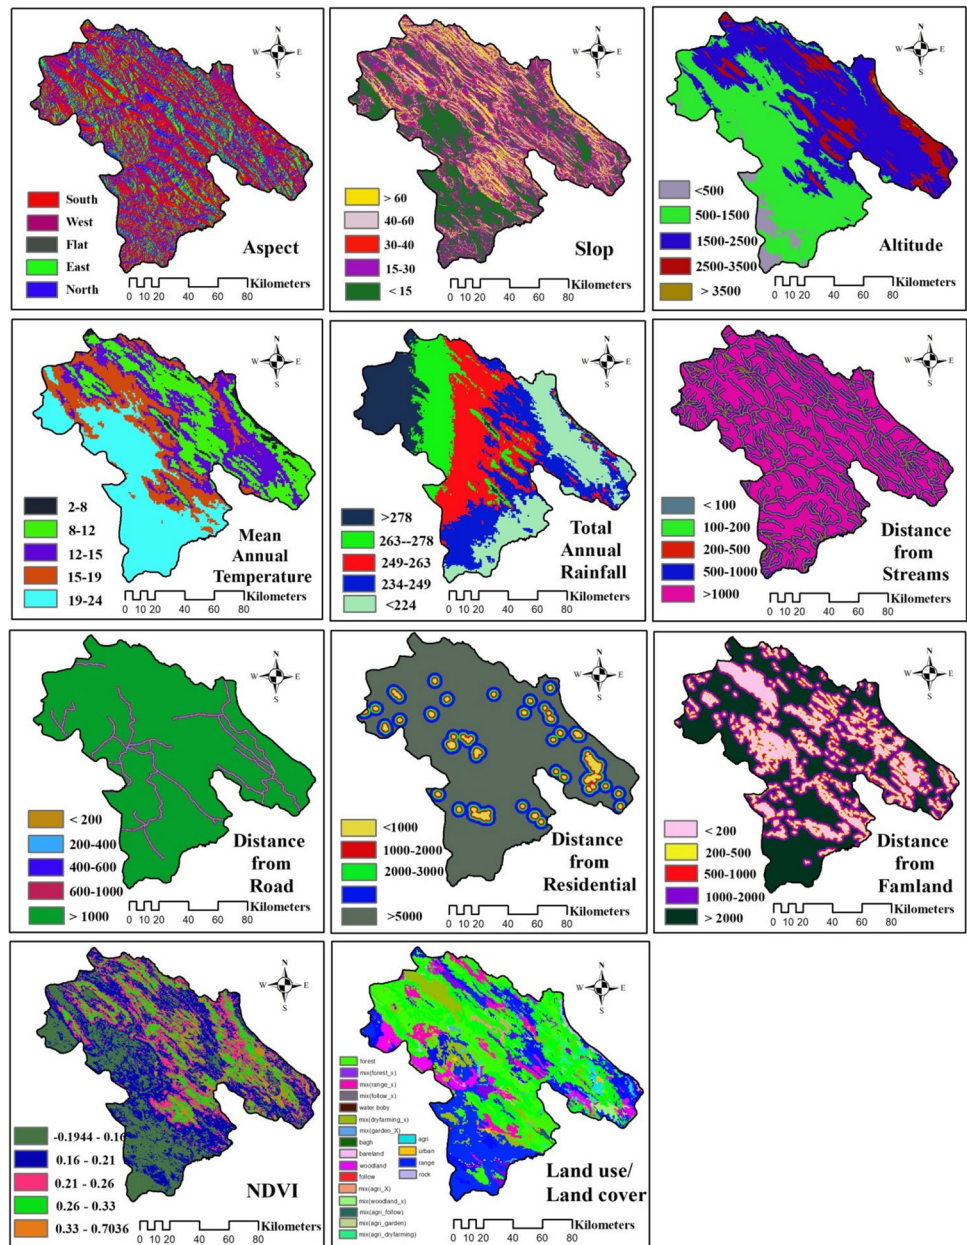 N
W E
S
South
West
Flat
East
North
Aspect
Kilometers
0 10 20 40 60 80
N
W E
S
> 60
40-60
30-40
15-30
< 15
Slop
Kilometers
0 10 20 40 60 80
N
W E
S
<500
500-1500
1500-2500
2500-3500
> 3500
Altitude
Kilometers
0 10 20 40 60 80
N
W E
S
2-8
8-12
12-15
15-19
19-24
Mean
Annual
Temperature
Kilometers
0 10 20 40 60 80
N
W E
S
>278
263--278
249-263
234-249
<224
Total
Annual
Rainfall
Kilometers
0 10 20 40 60 80
N
W E
S
< 100
100-200
200-500
500-1000
>1000
Distance
from
Streams
Kilometers
0 10 20 40 60 80
N
W E
S
< 200
200-400
400-600
600-1000
> 1000
Distance
from
Road
Kilometers
0 10 20 40 60 80
N
W E
S
<1000
1000-2000
2000-3000
>5000
Distance
from
Residential
Kilometers
0 10 20 40 60 80
N
W E
S
< 200
200-500
500-1000
1000-2000
> 2000
Distance
from
Famland
Kilometers
0 10 20 40 60 80
N
W E
S
-0.1944 - 0.16
0.16 - 0.21
0.21 - 0.26
0.26 - 0.33
0.33 - 0.7036
NDVI
Kilometers
0 10 20 40 60 80
N
W E
S
forest
mix(forest_x)
mix(range_x)
mix(follow_x)
water boby
mix(dryfarming_x)
mix(garden_X)
bagh
bareland
woodland
follow
mix(agri_X)
mix(woodland_x)
mix(agri_follow)
mix(agri_garden)
mix(agri_dryfarming)
agri
urban
range
rock
Land use/
Land cover
Kilometers
0 10 20 40 60 80